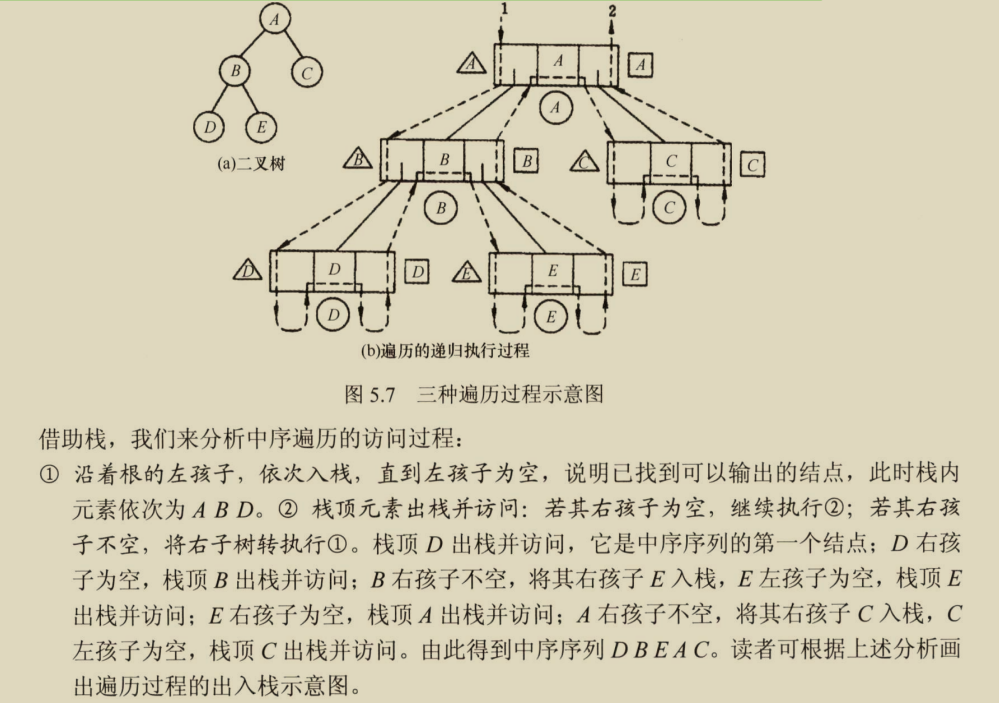 1 2
A A A
A
A
B C
B B B C C
B C
D E
(a)二叉树
D D D E E E
D E
(b)遍历的递归执行过程
图 5.7 三种遍历过程示意图
借助栈，我们来分析中序遍历的访问过程：
① 沿着根的左孩子，依次入栈，直到左孩子为空，说明已找到可以输出的结点，此时栈内
元素依次为 A B D。② 栈顶元素出栈并访问：若其右孩子为空，继续执行②；若其右孩
子不空，将右子树转执行①。栈顶 D 出栈并访问，它是中序序列的第一个结点；D 右孩
子为空，栈顶 B 出栈并访问；B 右孩子不空，将其右孩子 E 入栈，E 左孩子为空，栈顶 E
出栈并访问；E 右孩子为空，栈顶 A 出栈并访问；A 右孩子不空，将其右孩子 C 入栈，C
左孩子为空，栈顶 C 出栈并访问。由此得到中序序列 D B E A C。读者可根据上述分析画
出遍历过程的出入栈示意图。